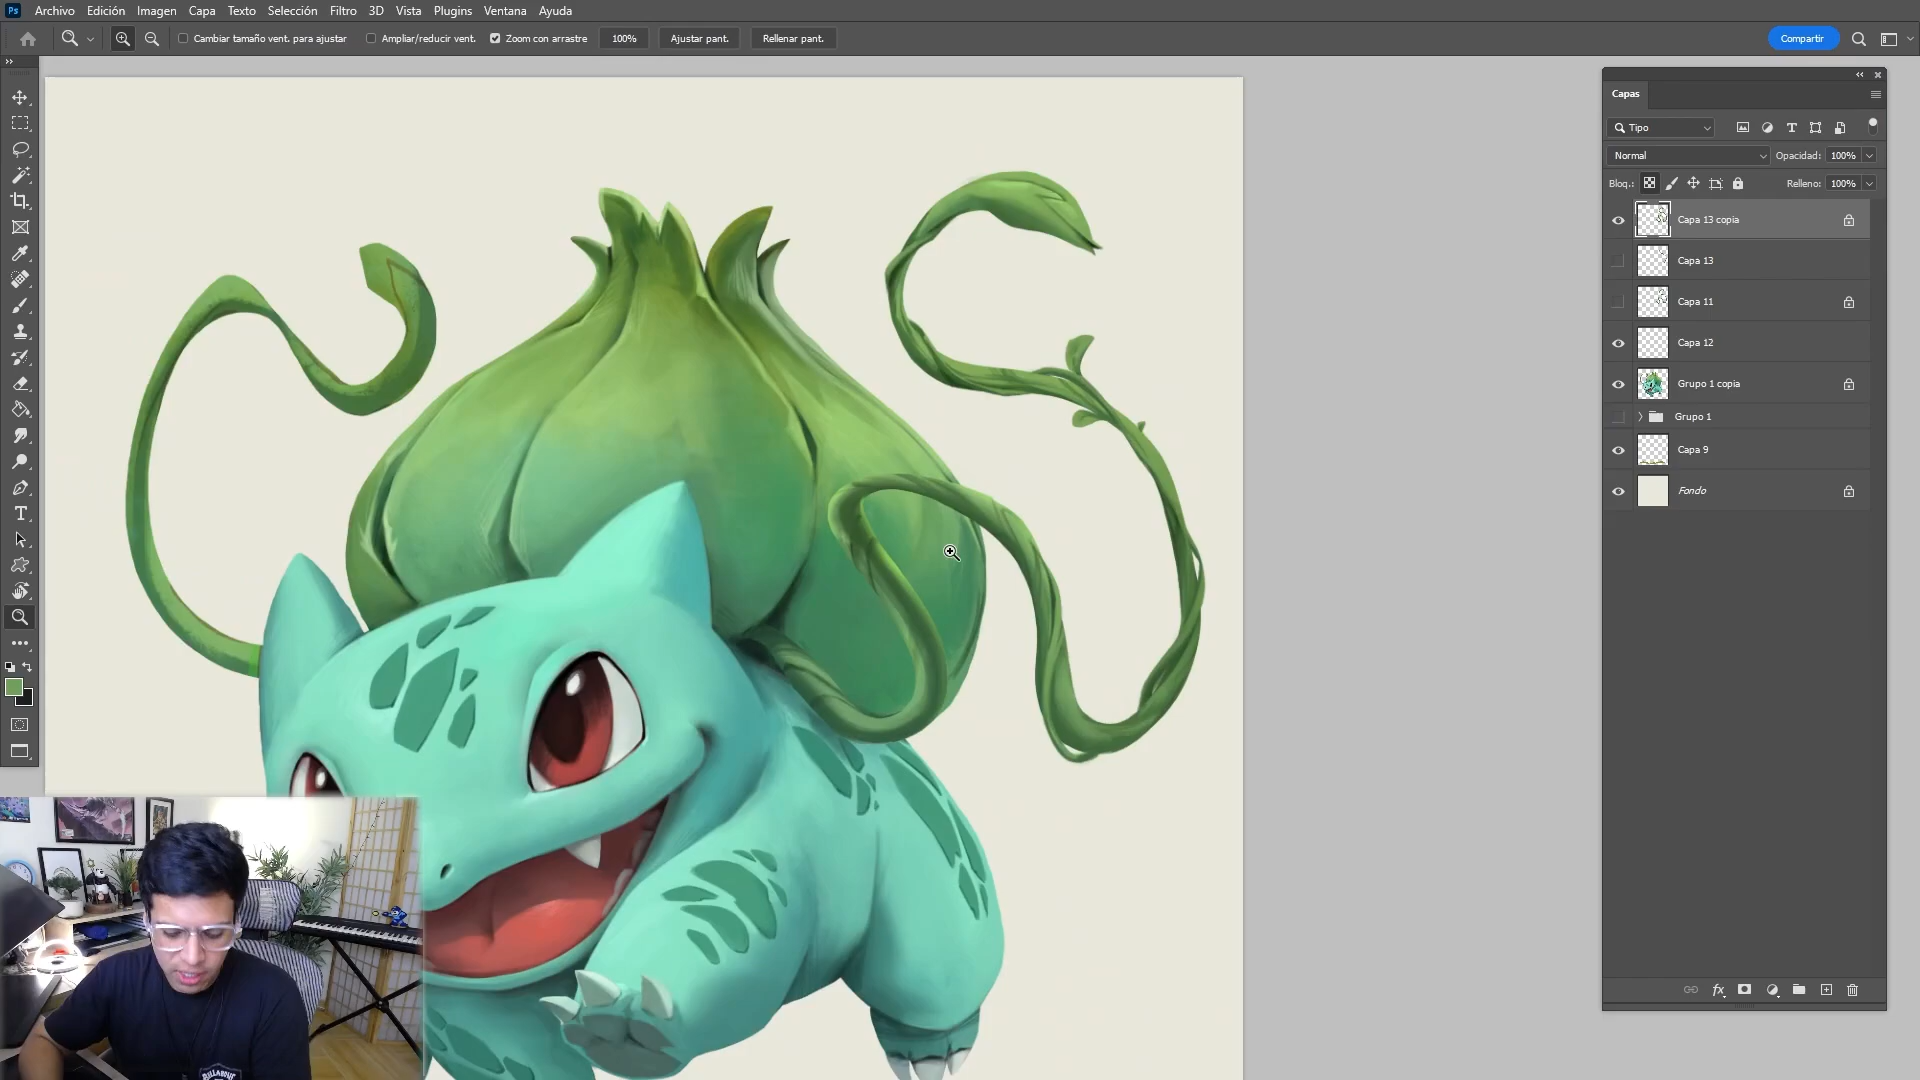 Ps Archivo Edición Imagen Capa Texto Selección Filtro 3D Vista Plugins Ventana Ayuda
Cambiar tamaño vent. para ajustar Ampliar/reducir vent. Zoom con arrastre 100% Ajustar pant. Rellenar pant. Compartir
Capas
Tipo
Normal Opacidad: 100%
Bloq.: Relleno: 100%
Capa 13 copia
Capa 13
Capa 11
Capa 12
Grupo 1 copia
Grupo 1
Capa 9
Fondo
fx
BILLABONG